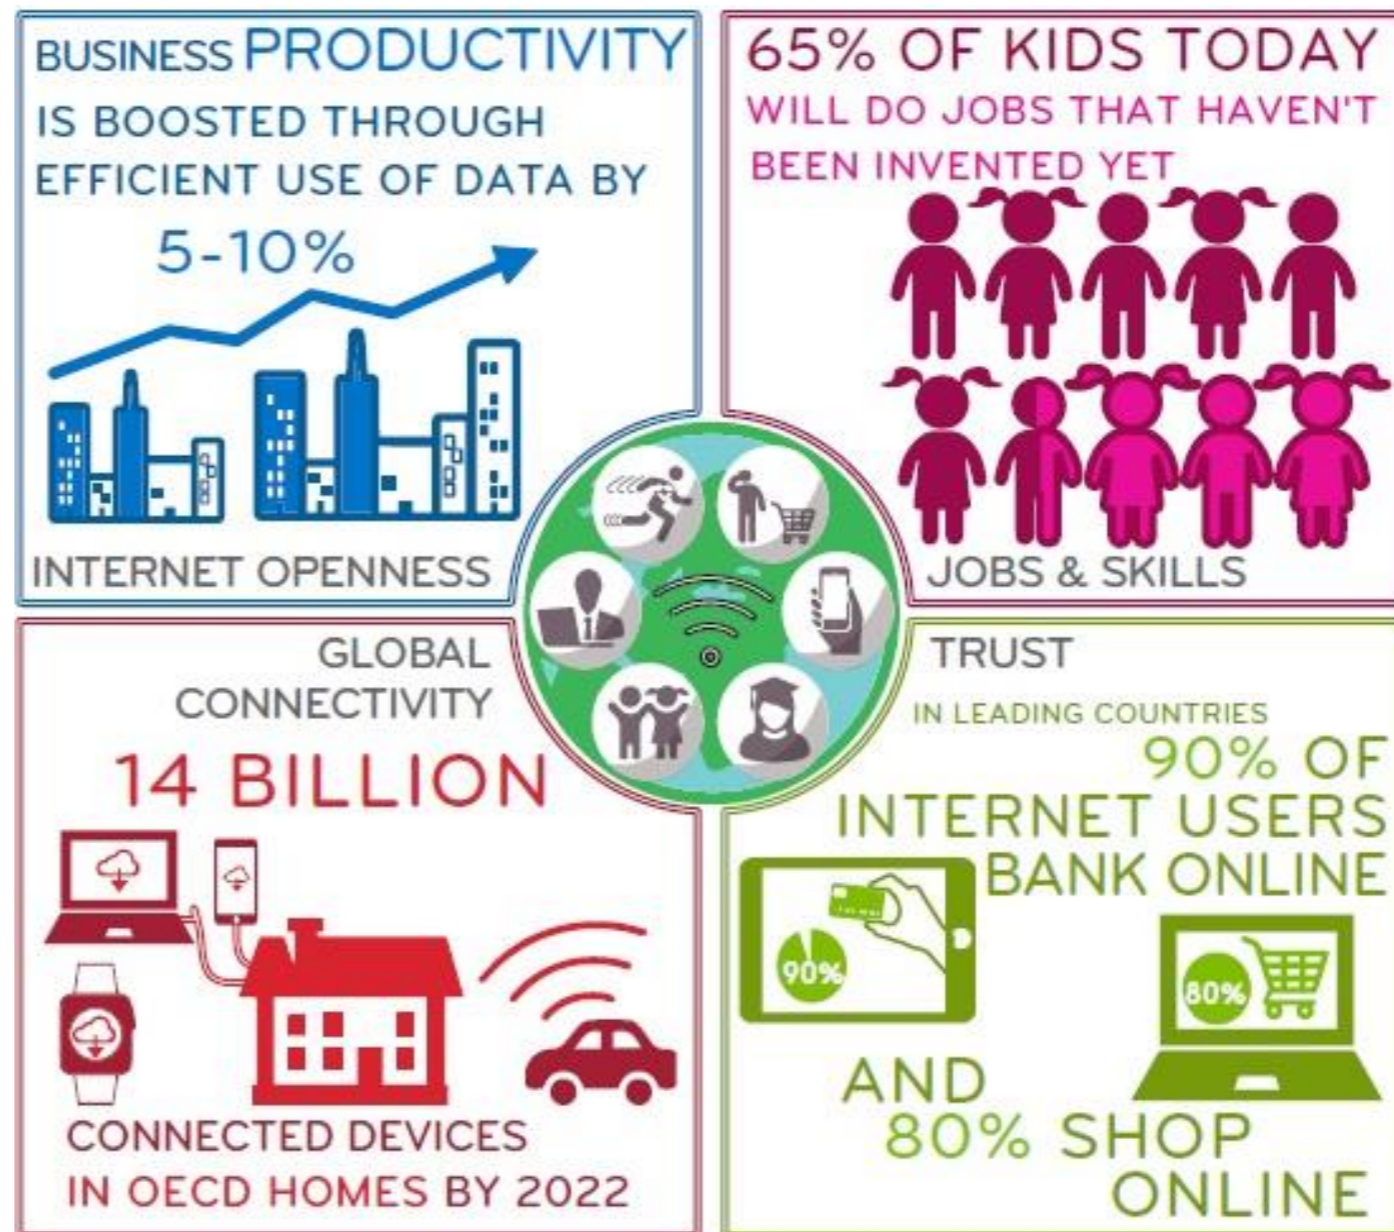 BUSINESS PRODUCTIVITY
IS BOOSTED THROUGH
EFFICIENT USE OF DATA BY
5-10%
INTERNET OPENNESS
65% OF KIDS TODAY
WILL DO JOBS THAT HAVEN'T
BEEN INVENTED YET
JOBS & SKILLS
GLOBAL
CONNECTIVITY
14 BILLION
CONNECTED DEVICES
IN OECD HOMES BY 2022
TRUST
IN LEADING COUNTRIES
90% OF
INTERNET USERS
BANK ONLINE
90%
80%
AND
80% SHOP
ONLINE